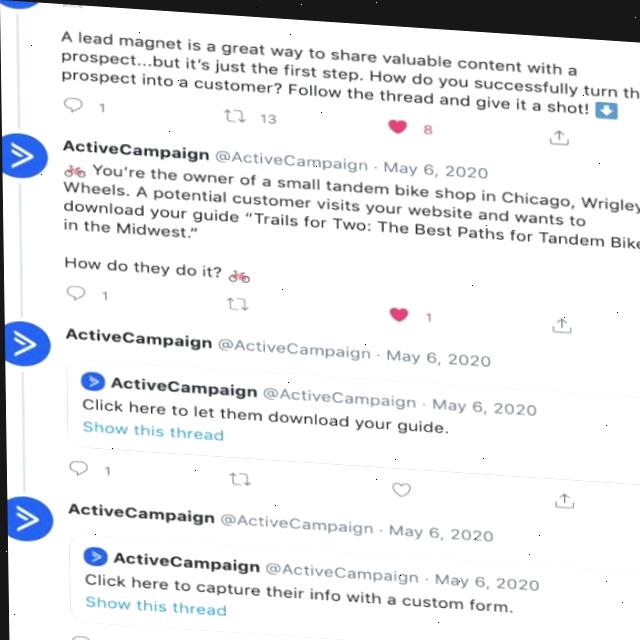 A lead magnet is a great way to share valuable content with a
prospect...but it's just the first step. How do you successfully turn
prospect into a customer? Follow the thread and give it a shot! ⬇️
1 13 8
ActiveCampaign @ActiveCampaign · May 6, 2020
🚲 You're the owner of a small tandem bike shop in Chicago, Wrigley
Wheels. A potential customer visits your website and wants to
download your guide "Trails for Two: The Best Paths for Tandem
in the Midwest."
How do they do it? 🚲
1 1
ActiveCampaign @ActiveCampaign · May 6, 2020
ActiveCampaign @ActiveCampaign · May 6, 2020
Click here to let them download your guide.
Show this thread
1
ActiveCampaign @ActiveCampaign · May 6, 2020
ActiveCampaign @ActiveCampaign · May 6, 2020
Click here to capture their info with a custom form.
Show this thread